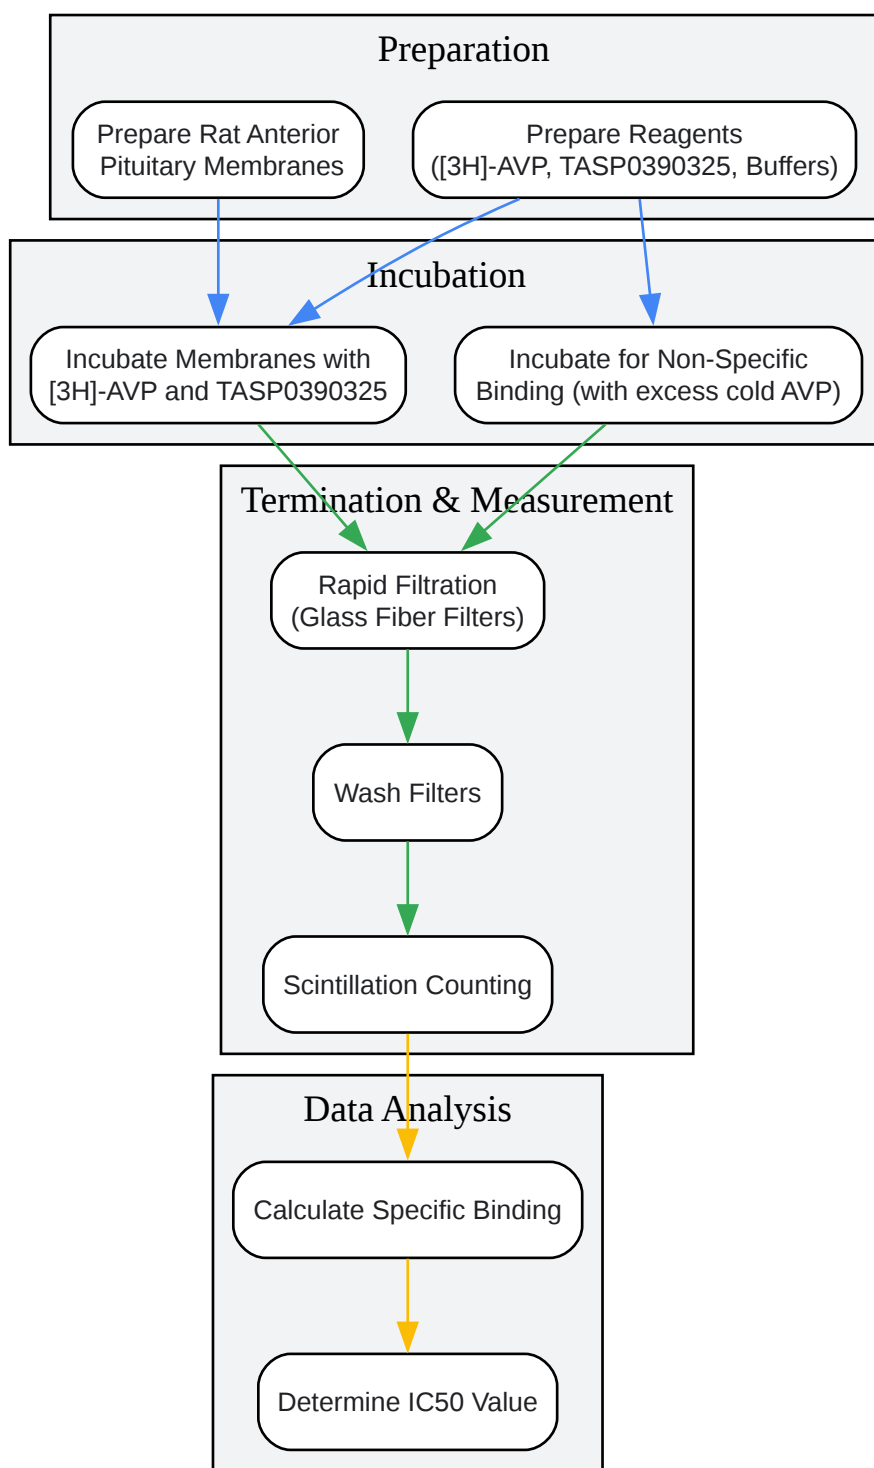 Preparation
Prepare Rat Anterior
Pituitary Membranes
Prepare Reagents
([3H]-AVP, TASP0390325, Buffers)
Incubation
Incubate Membranes with
[3H]-AVP and TASP0390325
Incubate for Non-Specific
Binding (with excess cold AVP)
Termination & Measurement
Rapid Filtration
(Glass Fiber Filters)
Wash Filters
Scintillation Counting
Data Analysis
Calculate Specific Binding
Determine IC50 Value